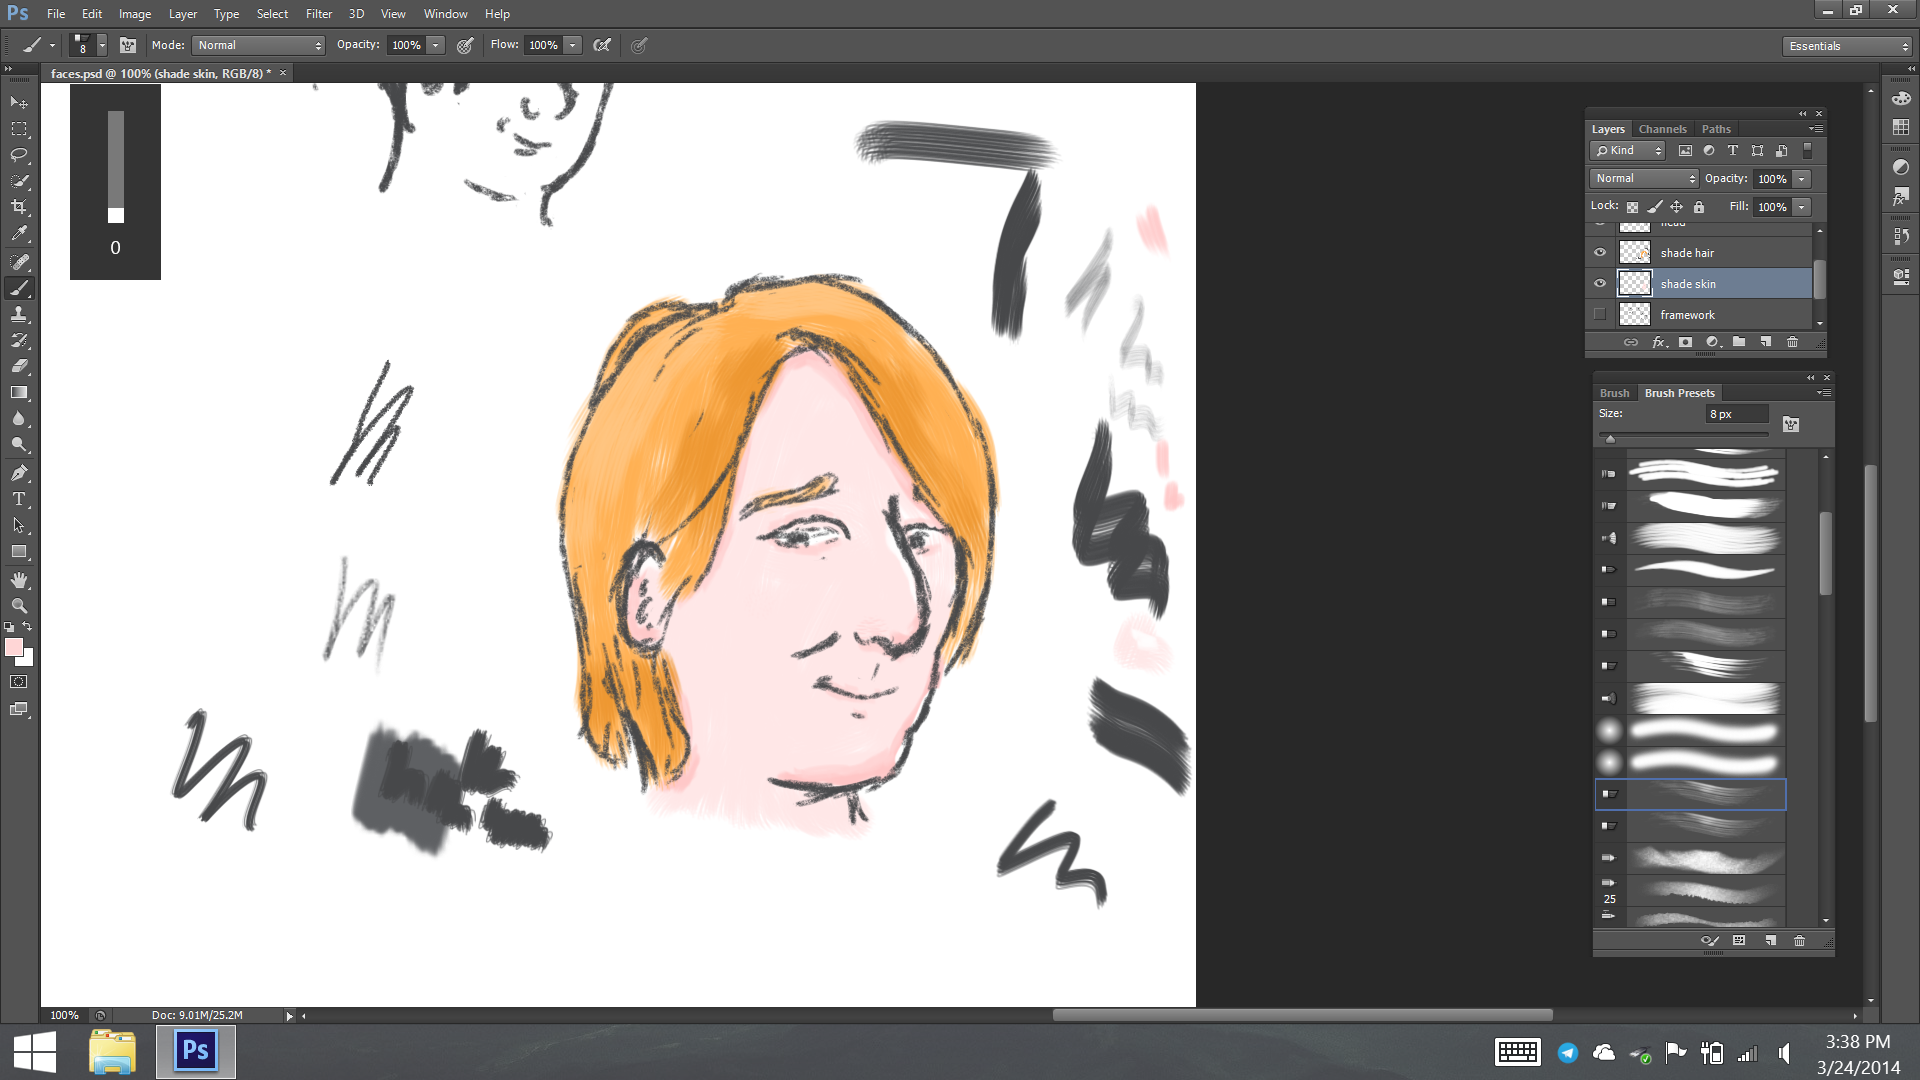 Ps File Edit Image Layer Type Select Filter 3D View Window Help
8 Mode: Normal Opacity: 100% Flow: 100% Essentials
faces.psd @ 100% (shade skin, RGB/8) * ×
0
Layers Channels Paths
Kind
Normal Opacity: 100%
Lock: Fill: 100%
head
shade hair
shade skin
framework
Brush Brush Presets
Size: 8 px
25
100% Doc: 9.01M/25.2M
Ps
3:38 PM
3/24/2014